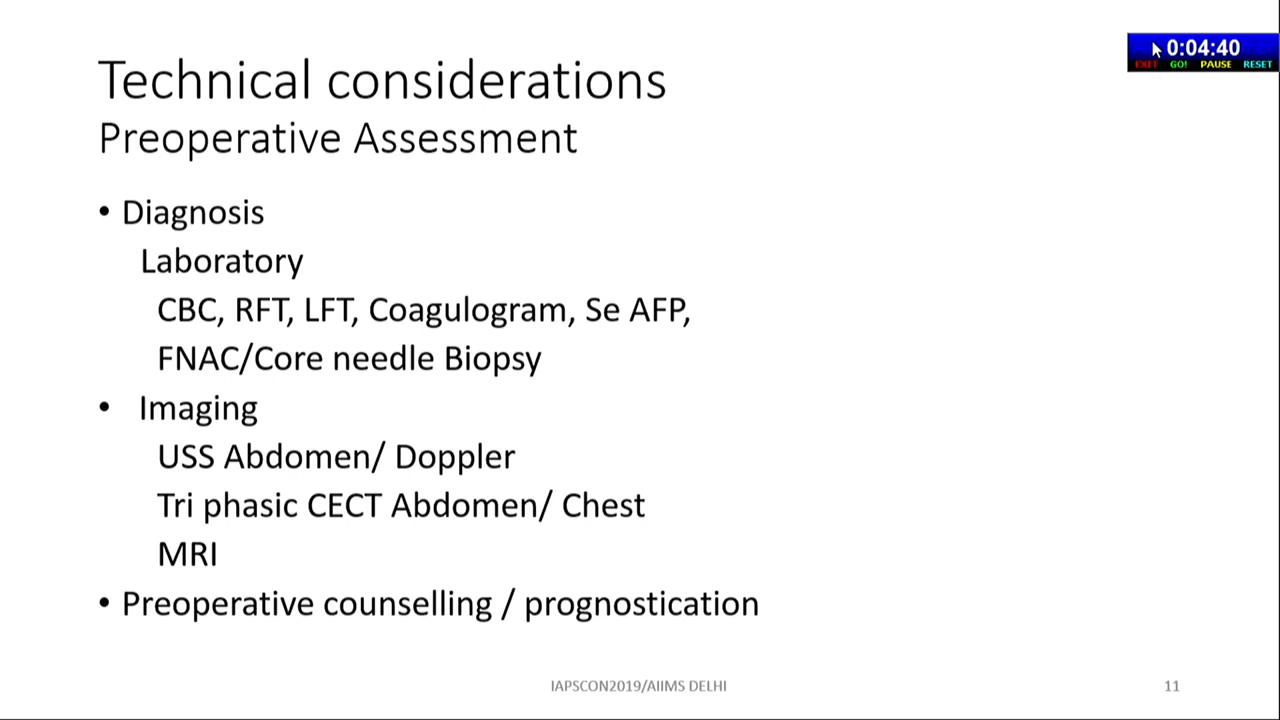 0:04:40
EXIT GO! PAUSE RESET
Technical considerations
Preoperative Assessment
• Diagnosis
Laboratory
CBC, RFT, LFT, Coagulogram, Se AFP,
FNAC/Core needle Biopsy
• Imaging
USS Abdomen/ Doppler
Tri phasic CECT Abdomen/ Chest
MRI
• Preoperative counselling / prognostication
IAPSCON2019/AIIMS DELHI
11